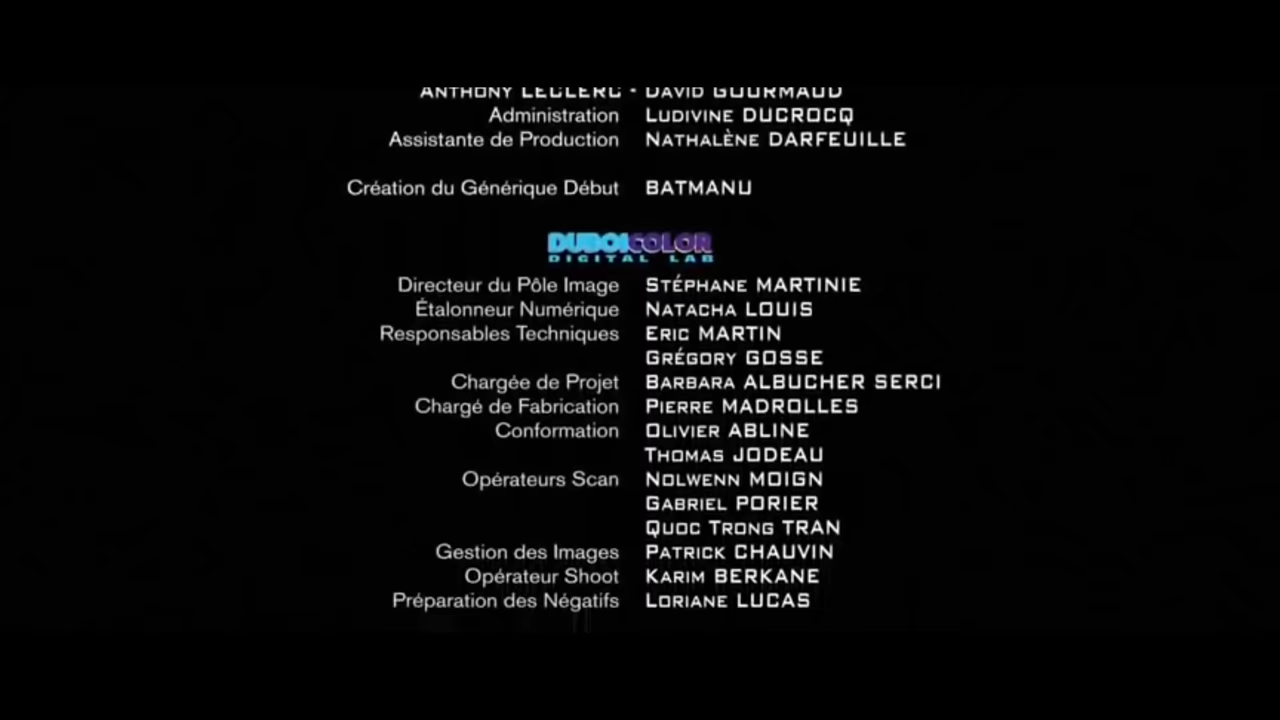 ANTHONY LECLERC - DAVID GOURMAUD
Administration LUDIVINE DUCROCQ
Assistante de Production NATHALÈNE DARFEUILLE
Création du Générique Début BATMANU
DUBOICOLOR
DIGITAL LAB
Directeur du Pôle Image STÉPHANE MARTINIE
Étalonneur Numérique NATACHA LOUIS
Responsables Techniques ERIC MARTIN
GRÉGORY GOSSE
Chargée de Projet BARBARA ALBUCHER SERCI
Chargé de Fabrication PIERRE MADROLLES
Conformation OLIVIER ABLINE
THOMAS JODEAU
Opérateurs Scan NOLWENN MOIGN
GABRIEL PORIER
QUOC TRONG TRAN
Gestion des Images PATRICK CHAUVIN
Opérateur Shoot KARIM BERKANE
Préparation des Négatifs LORIANE LUCAS